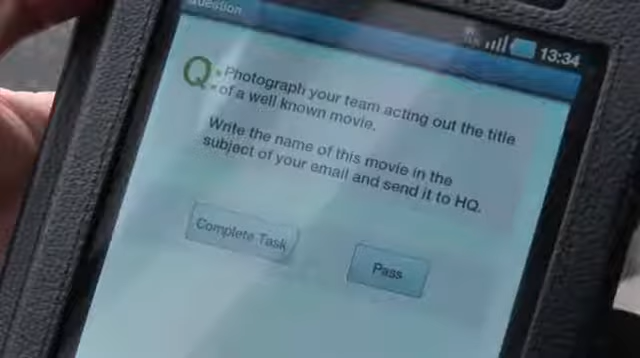 Question
13:34
Q: Photograph your team acting out the title
of a well known movie.
Write the name of this movie in the
subject of your email and send it to HQ.
Complete Task
Pass